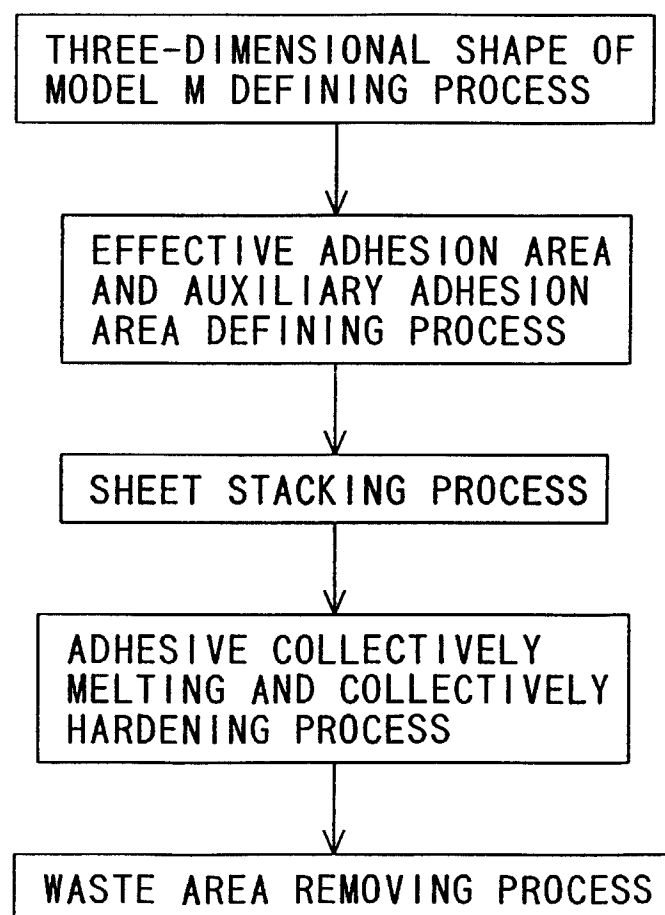 THREE-DIMENSIONAL SHAPE OF
MODEL M DEFINING PROCESS
EFFECTIVE ADHESION AREA
AND AUXILIARY ADHESION
AREA DEFINING PROCESS
SHEET STACKING PROCESS
ADHESIVE COLLECTIVELY
MELTING AND COLLECTIVELY
HARDENING PROCESS
WASTE AREA REMOVING PROCESS